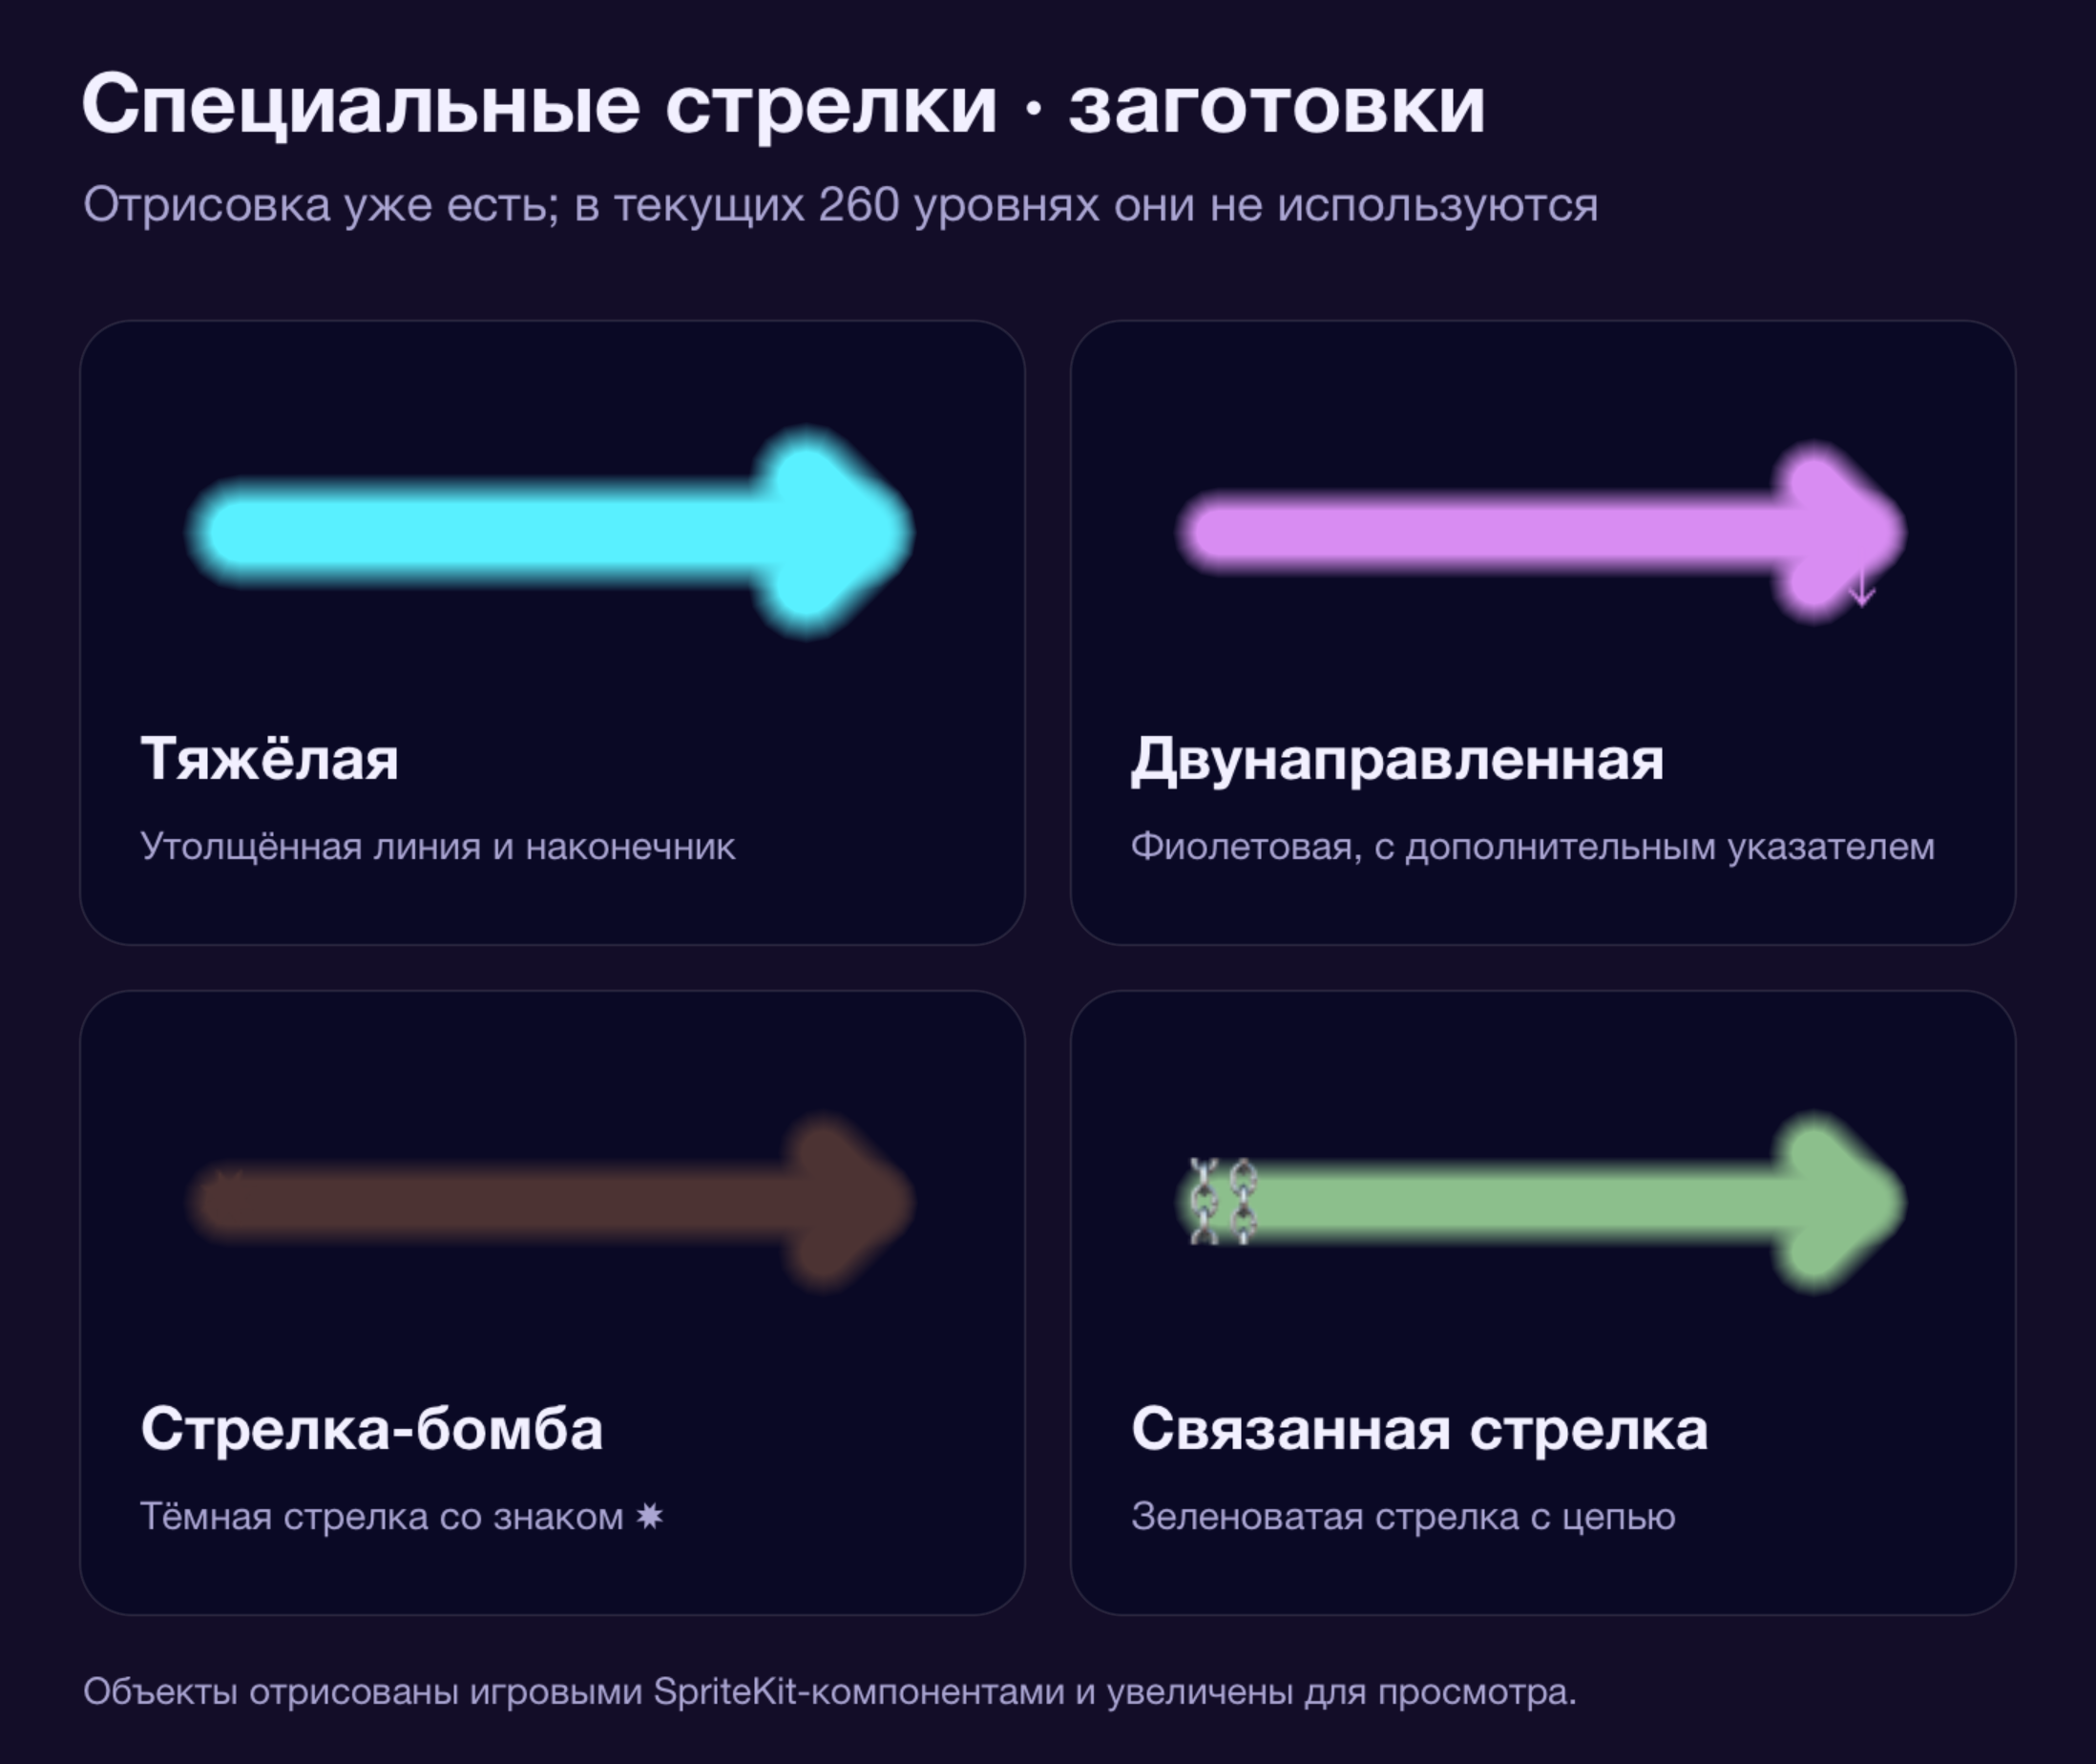 Специальные стрелки · заготовки
Отрисовка уже есть; в текущих 260 уровнях они не используются
Тяжёлая
Утолщённая линия и наконечник
Двунаправленная
Фиолетовая, с дополнительным указателем
Стрелка-бомба
Тёмная стрелка со знаком ✸
Связанная стрелка
Зеленоватая стрелка с цепью
Объекты отрисованы игровыми SpriteKit-компонентами и увеличены для просмотра.